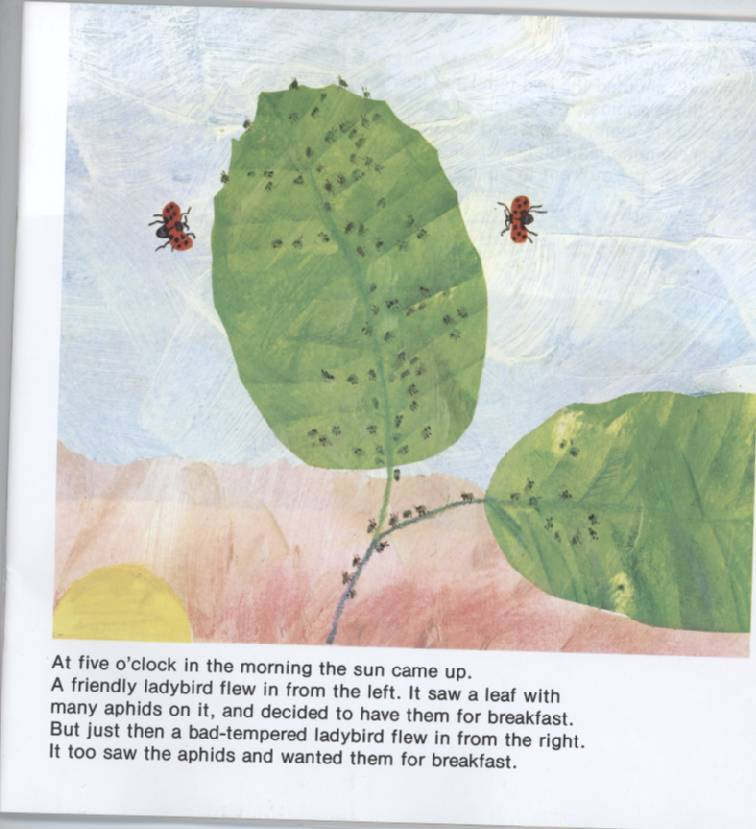 At five o'clock in the morning the sun came up.
A friendly ladybird flew in from the left. It saw a leaf with
many aphids on it, and decided to have them for breakfast.
But just then a bad-tempered ladybird flew in from the right.
It too saw the aphids and wanted them for breakfast.